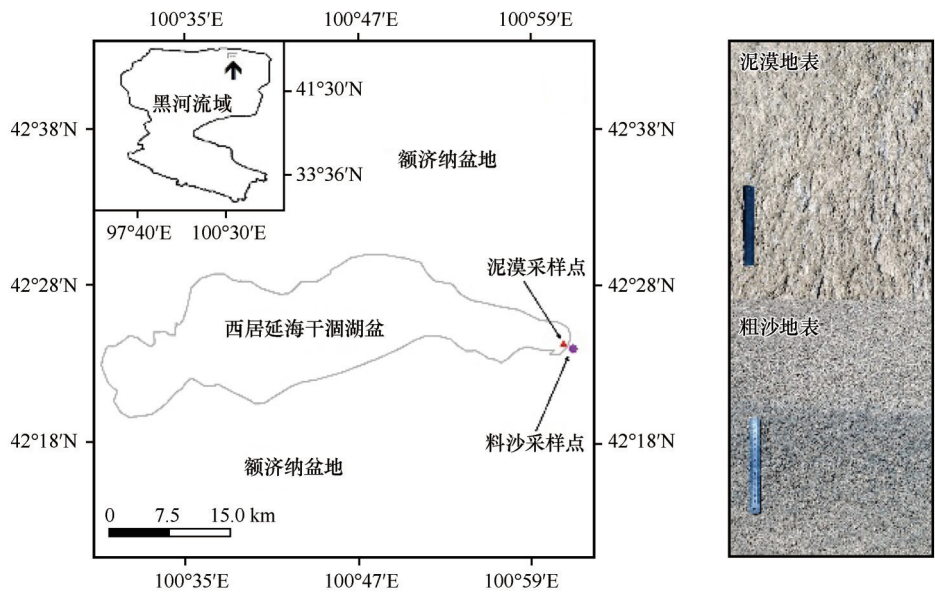 100°35′E
100°47′E
100°59′E
黑河流域
41°30′N
33°36′N
97°40′E
100°30′E
42°38′N
42°38′N
额济纳盆地
泥漠采样点
42°28′N
42°28′N
西居延海干涸湖盆
料沙采样点
42°18′N
42°18′N
额济纳盆地
0
7.5
15.0 km
100°35′E
100°47′E
100°59′E
泥漠地表
粗沙地表